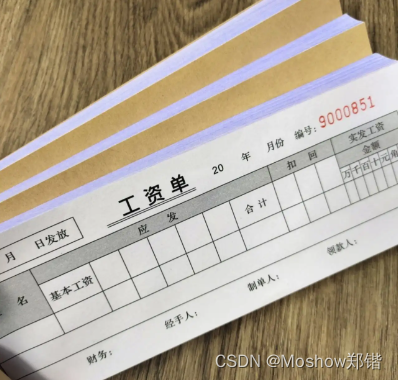 工资单 20 年 月份 编号:9000851
月 日发放
名 应发 扣回 实发工资
基本工资 合计 金额
万千百十元角
财务: 经手人: 制单人: 领款人:
CSDN @Moshow郑锴